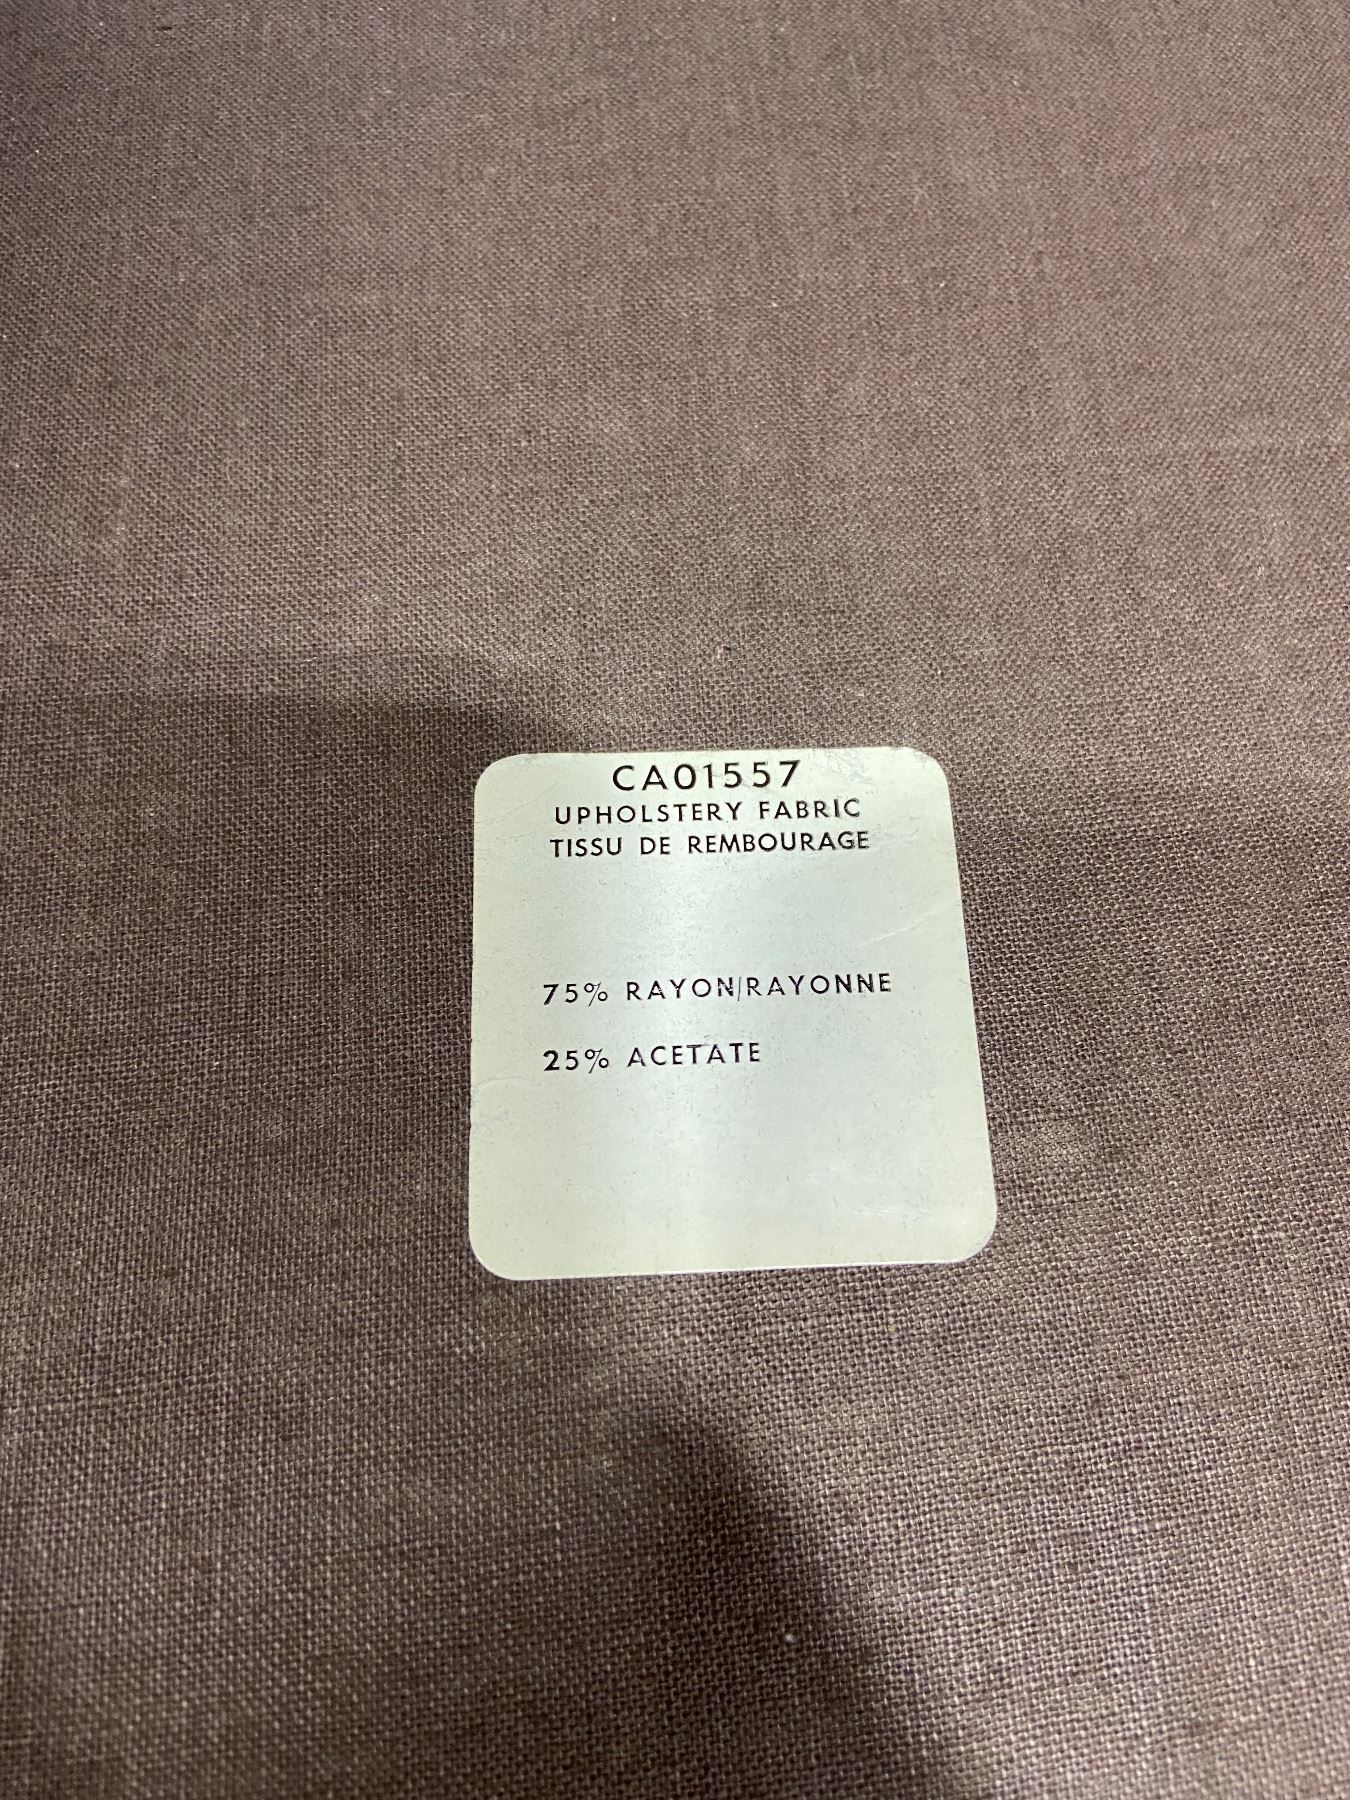 CA01557
UPHOLSTERY FABRIC
TISSU DE REMBOURAGE
75% RAYON/RAYONNE
25% ACETATE